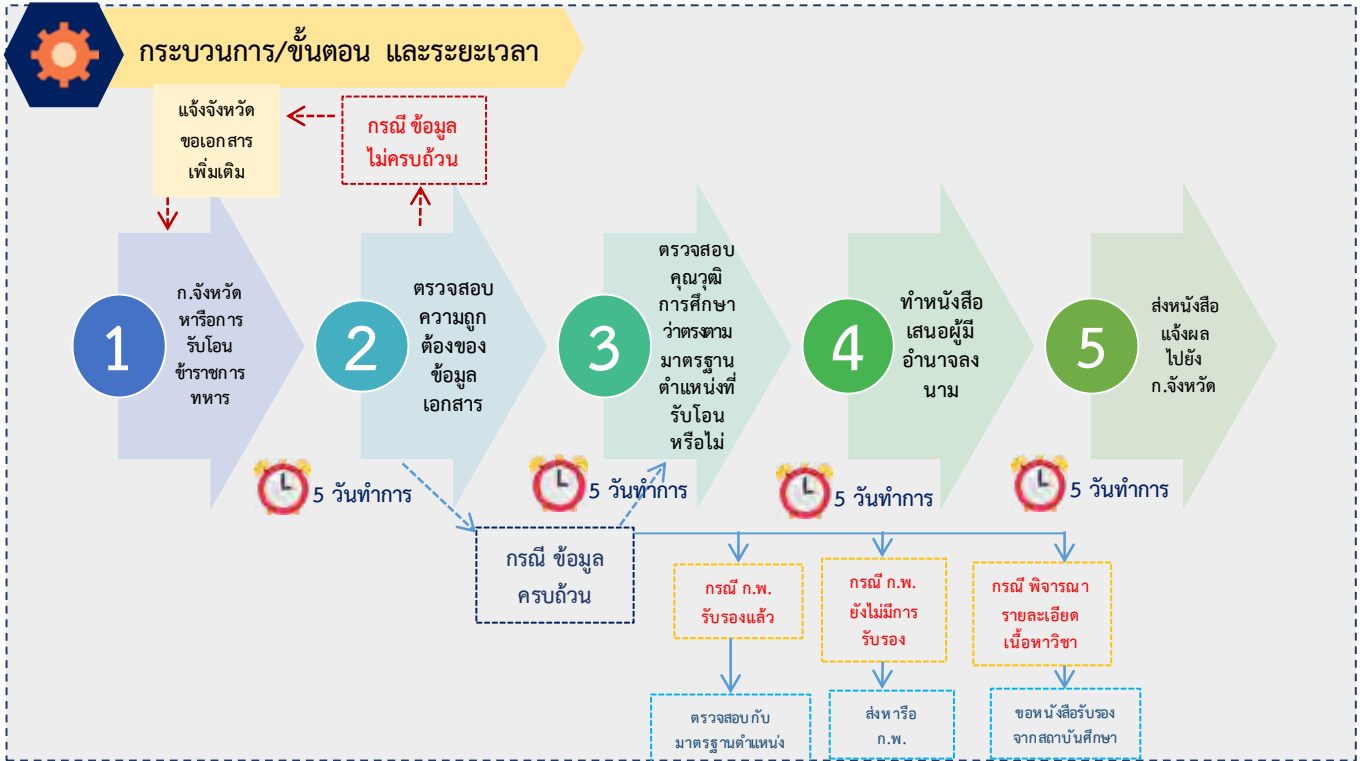 กระบวนการ/ขั้นตอน และระยะเวลา
แจ้งจังหวัด
ขอเอกสาร
เพิ่มเติม
กรณี ข้อมูล
ไม่ครบถ้วน
1
ก.จังหวัด
หารือการ
รับโอน
ข้าราชการ
ทหาร
2
ตรวจสอบ
ความถูก
ต้องของ
ข้อมูล
เอกสาร
3
ตรวจสอบ
คุณวุฒิ
การศึกษา
ว่าตรงตาม
มาตรฐาน
ตำแหน่งที่
รับโอน
หรือไม่
4
ทำหนังสือ
เสนอผู้มี
อำนาจลง
นาม
5
ส่งหนังสือ
แจ้งผล
ไปยัง
ก.จังหวัด
5 วันทำการ
5 วันทำการ
5 วันทำการ
5 วันทำการ
กรณี ข้อมูล
ครบถ้วน
กรณี ก.พ.
รับรองแล้ว
กรณี ก.พ.
ยังไม่มีการ
รับรอง
กรณี พิจารณา
รายละเอียด
เนื้อหาวิชา
ตรวจสอบกับ
มาตรฐานตำแหน่ง
ส่งหารือ
ก.พ.
ขอหนังสือรับรอง
จากสถาบันศึกษา